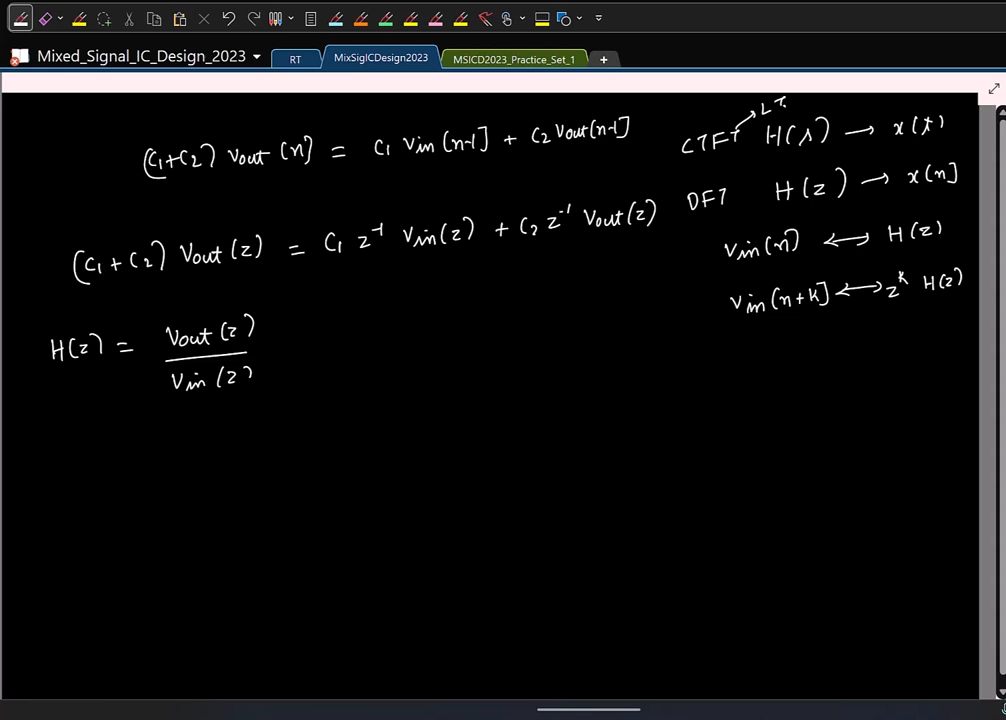 Mixed_Signal_IC_Design_2023
RT
MixSigICDesign2023
MSICD2023_Practice_Set_1
(C1+C2) Vout[n] = C1 Vin[n-1] + C2 Vout[n-1]
(C1+C2) Vout(z) = C1 z^-1 Vin(z) + C2 z^-1 Vout(z)
H(z) = Vout(z) / Vin(z)
LT
CTFT H(s) → x(t)
DFT H(z) → x[n]
Vin(n) ↔ H(z)
Vin[n+k] ↔ z^k H(z)